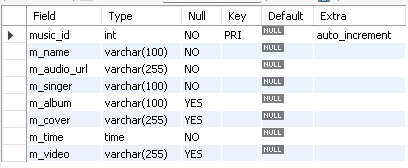 Field Type Null Key Default Extra
music_id int NO PRI NULL auto_increment
m_name varchar(100) NO NULL
m_audio_url varchar(255) NO NULL
m_singer varchar(100) NO NULL
m_album varchar(100) YES NULL
m_cover varchar(255) YES NULL
m_time time NO NULL
m_video varchar(255) YES NULL